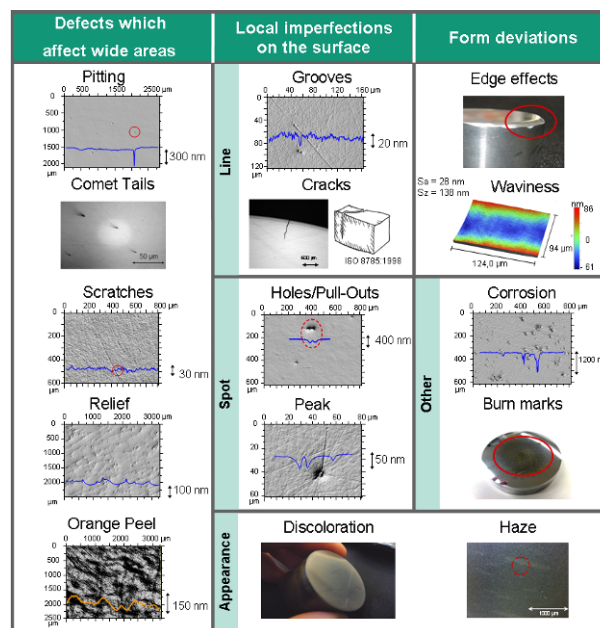 Defects which
affect wide areas
Local imperfections
on the surface
Form deviations
Pitting
0 1500 2500 µm
0
500
1000
1500
2000
µm
300 nm
Comet Tails
50 µm
Scratches
0 200 400 600 800 µm
0
200
400
600
µm
30 nm
Relief
0 1000 2000 3000 µm
0
1000
2000
µm
100 nm
Orange Peel
0 1000 2000 3000 µm
0
500
1000
1500
2000
2500
µm
150 nm
Line
Grooves
0 40 80 120 160 µm
0
20
40
60
80
120
µm
20 nm
Cracks
ISO 8785:1998
Spot
Holes/Pull-Outs
0 200 400 600 800 µm
0
200
400
600
µm
400 nm
Peak
0 20 40 60 80 µm
0
20
40
60
µm
50 nm
Edge effects
Sa = 28 nm
Sz = 138 nm
Waviness
nm
86
-61
94 µm
124,0 µm
Other
Corrosion
0 200 400 600 800 µm
0
200
400
600
µm
1200 nm
Burn marks
Appearance
Discoloration
Haze
1000 µm